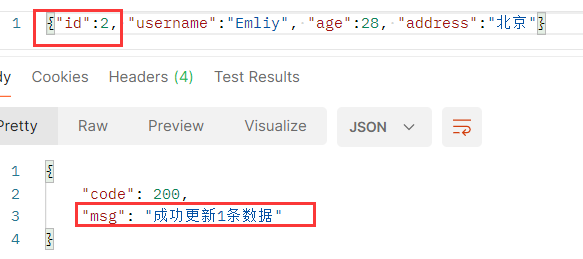 1 {"id":2, "username":"Emliy", "age":28, "address":"北京"}
dy Cookies Headers (4) Test Results
Pretty Raw Preview Visualize JSON
1 {
2 "code": 200,
3 "msg": "成功更新1条数据"
4 }